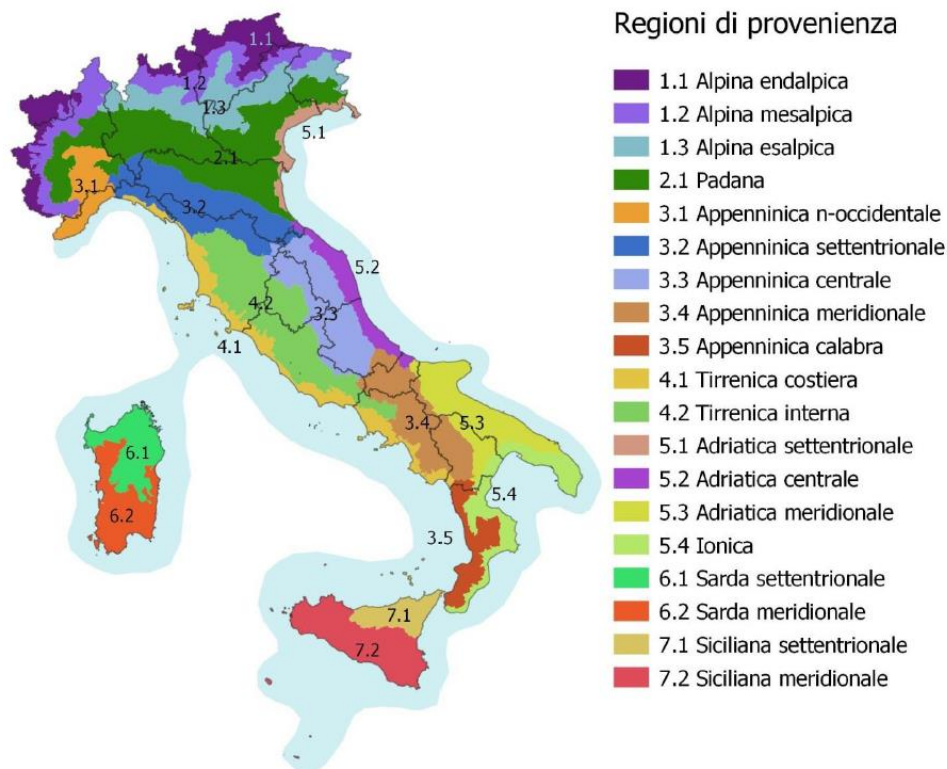 Regioni di provenienza
1.1 Alpina endalpica
1.2 Alpina mesalpica
1.3 Alpina esalpica
2.1 Padana
3.1 Appenninica n-occidentale
3.2 Appenninica settentrionale
3.3 Appenninica centrale
3.4 Appenninica meridionale
3.5 Appenninica calabra
4.1 Tirrenica costiera
4.2 Tirrenica interna
5.1 Adriatica settentrionale
5.2 Adriatica centrale
5.3 Adriatica meridionale
5.4 Ionica
6.1 Sarda settentrionale
6.2 Sarda meridionale
7.1 Siciliana settentrionale
7.2 Siciliana meridionale
1.1
1.2
1.3
5.1
2.1
3.1
3.2
5.2
4.2
3.3
4.1
3.4
5.3
6.1
5.4
6.2
3.5
7.1
7.2